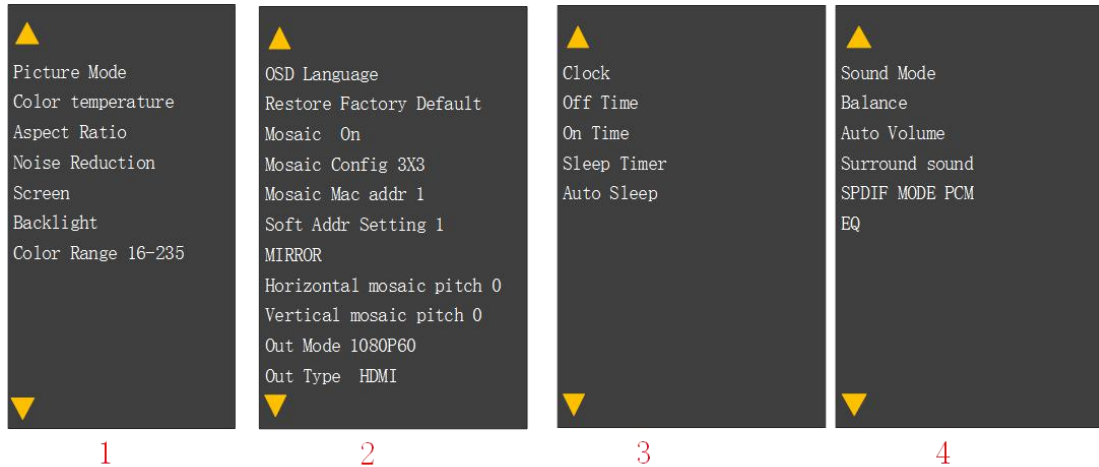 Picture Mode
Color temperature
Aspect Ratio
Noise Reduction
Screen
Backlight
Color Range 16-235
1
OSD Language
Restore Factory Default
Mosaic On
Mosaic Config 3X3
Mosaic Mac addr 1
Soft Addr Setting 1
MIRROR
Horizontal mosaic pitch 0
Vertical mosaic pitch 0
Out Mode 1080P60
Out Type HDMI
2
Clock
Off Time
On Time
Sleep Timer
Auto Sleep
3
Sound Mode
Balance
Auto Volume
Surround sound
SPDIF MODE PCM
EQ
4